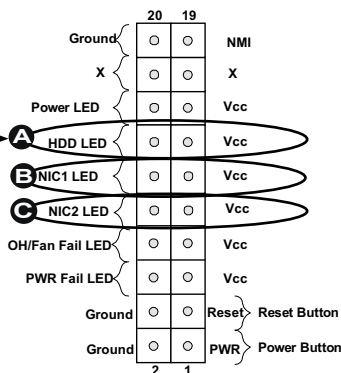 20 19
Ground NMI
X X
Power LED Vcc
A HDD LED Vcc
B NIC1 LED Vcc
C NIC2 LED Vcc
OH/Fan Fail LED Vcc
PWR Fail LED Vcc
Ground Reset Reset Button
Ground PWR Power Button
2 1